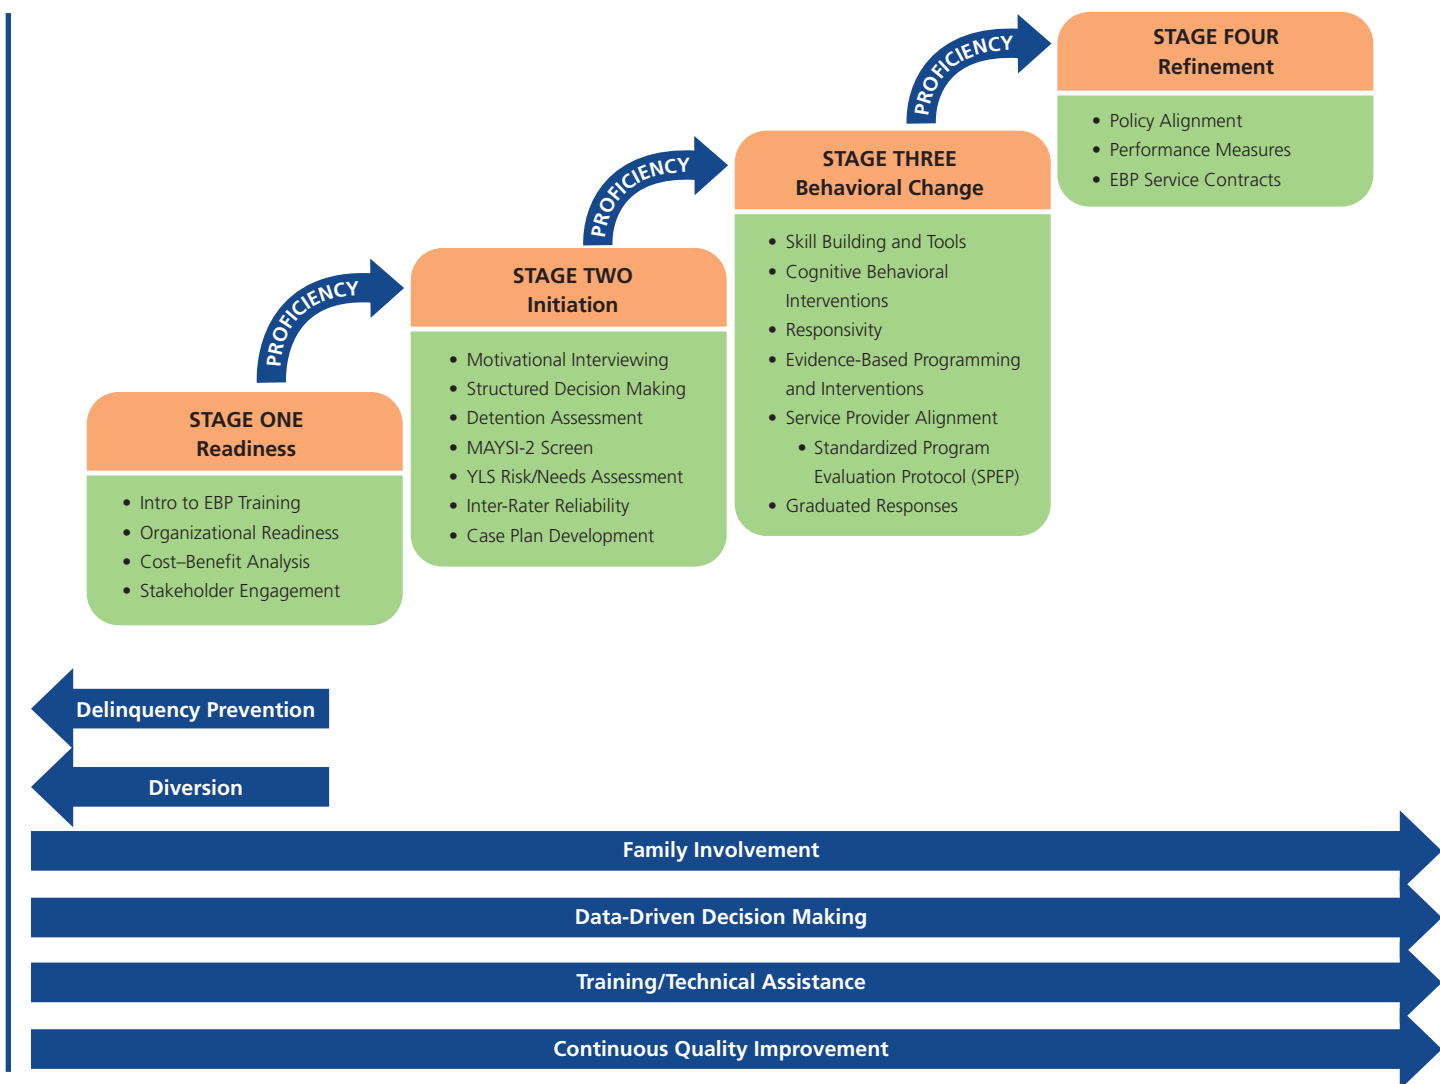 STAGE ONE
Readiness
• Intro to EBP Training
• Organizational Readiness
• Cost–Benefit Analysis
• Stakeholder Engagement
PROFICIENCY
STAGE TWO
Initiation
• Motivational Interviewing
• Structured Decision Making
• Detention Assessment
• MAYSI-2 Screen
• YLS Risk/Needs Assessment
• Inter-Rater Reliability
• Case Plan Development
PROFICIENCY
STAGE THREE
Behavioral Change
• Skill Building and Tools
• Cognitive Behavioral
Interventions
• Responsivity
• Evidence-Based Programming
and Interventions
• Service Provider Alignment
• Standardized Program
Evaluation Protocol (SPEP)
• Graduated Responses
PROFICIENCY
STAGE FOUR
Refinement
• Policy Alignment
• Performance Measures
• EBP Service Contracts
Delinquency Prevention
Diversion
Family Involvement
Data-Driven Decision Making
Training/Technical Assistance
Continuous Quality Improvement